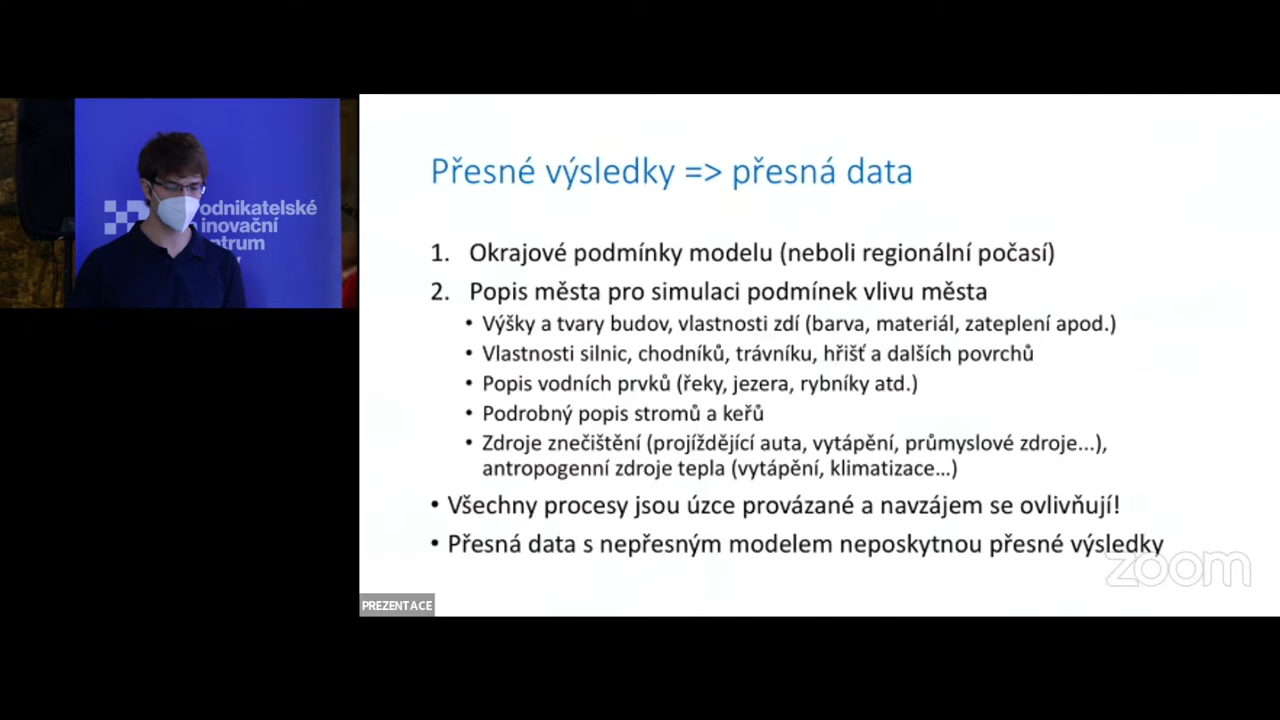 odnikatelské
inovační
ntrum
Přesné výsledky => přesná data
1. Okrajové podmínky modelu (neboli regionální počasí)
2. Popis města pro simulaci podmínek vlivu města
• Výšky a tvary budov, vlastnosti zdí (barva, materiál, zateplení apod.)
• Vlastnosti silnic, chodníků, trávníku, hřišť a dalších povrchů
• Popis vodních prvků (řeky, jezera, rybníky atd.)
• Podrobný popis stromů a keřů
• Zdroje znečištění (projíždějící auta, vytápění, průmyslové zdroje...),
antropogenní zdroje tepla (vytápění, klimatizace…)
• Všechny procesy jsou úzce provázané a navzájem se ovlivňují!
• Přesná data s nepřesným modelem neposkytnou přesné výsledky
zoom
PREZENTACE